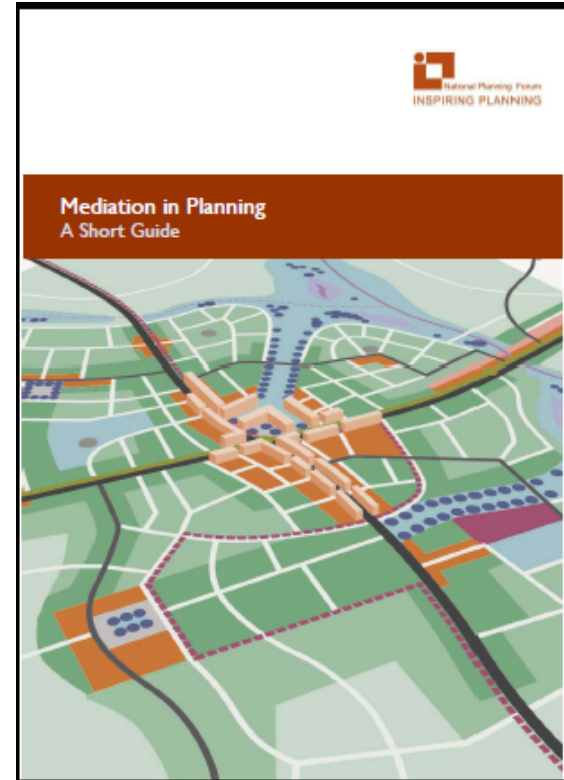 National Planning Forum
INSPIRING PLANNING
Mediation in Planning
A Short Guide